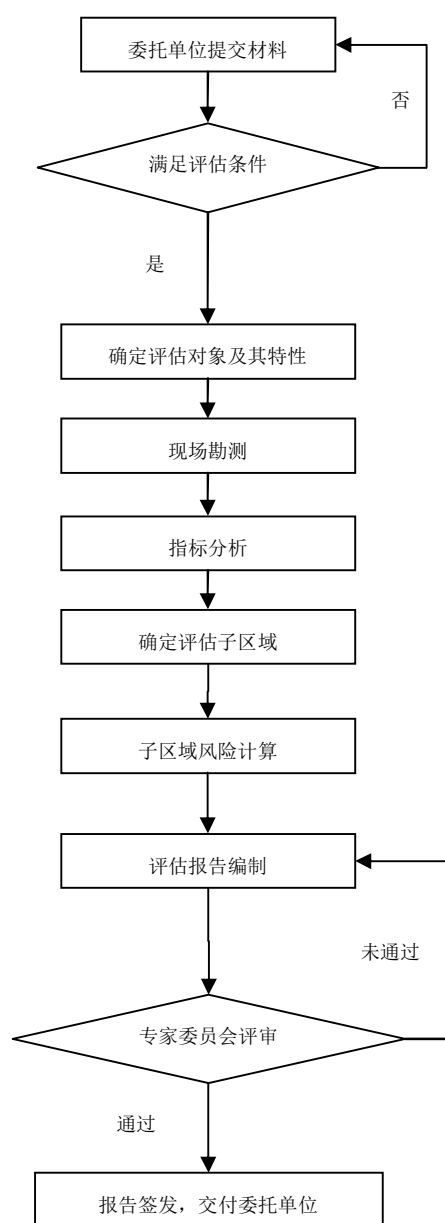 委托单位提交材料
否
满足评估条件
是
确定评估对象及其特性
现场勘测
指标分析
确定评估子区域
子区域风险计算
评估报告编制
未通过
专家委员会评审
通过
报告签发，交付委托单位